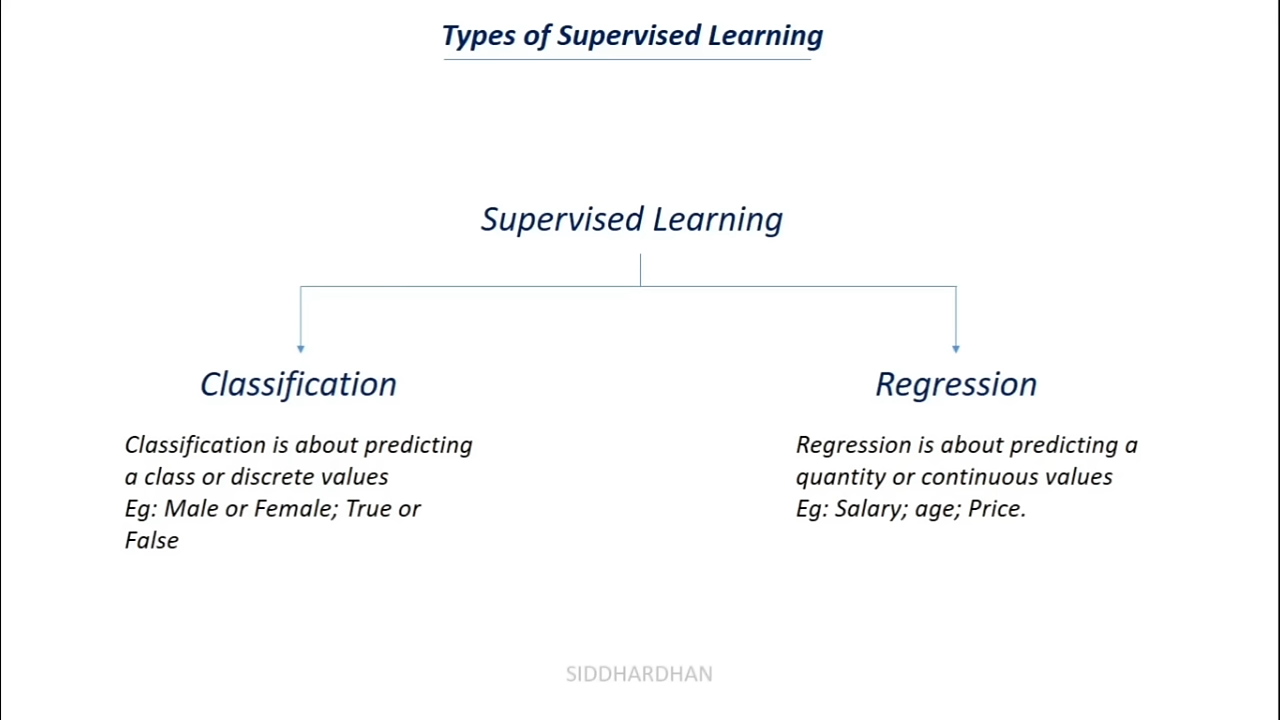 Types of Supervised Learning
Supervised Learning
Classification
Classification is about predicting
a class or discrete values
Eg: Male or Female; True or
False
Regression
Regression is about predicting a
quantity or continuous values
Eg: Salary; age; Price.
SIDDHARDHAN